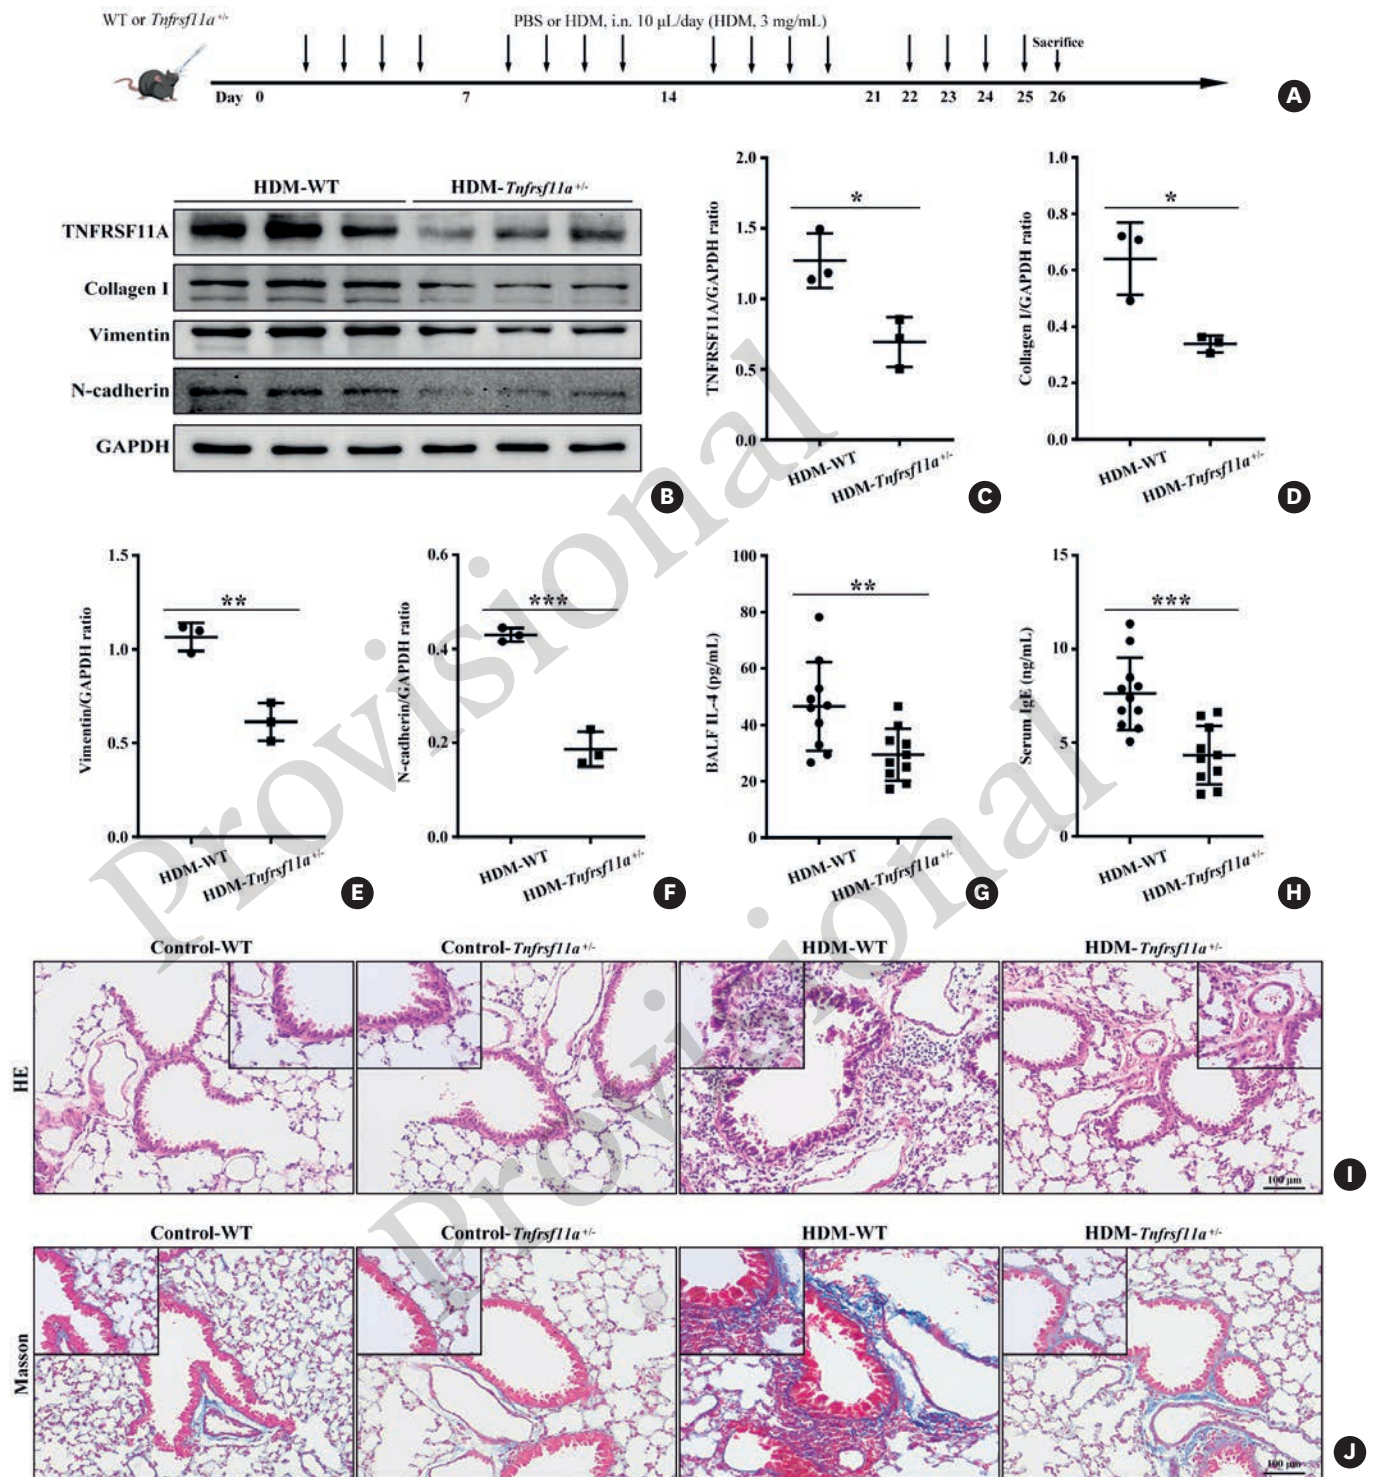 WT or Tnfrsf11a+/-
PBS or HDM, i.n. 10 μL/day (HDM, 3 mg/mL)
Sacrifice
Day 0 7 14 21 22 23 24 25 26
A
HDM-WT HDM-Tnfrsf11a+/-
TNFRSF11A
Collagen I
Vimentin
N-cadherin
GAPDH
B
TNFRSF11A/GAPDH ratio
2.0
1.5
1.0
0.5
0.0
*
HDM-WT
HDM-Tnfrsf11a+/-
C
Collagen I/GAPDH ratio
1.0
0.8
0.6
0.4
0.2
0.0
*
HDM-WT
HDM-Tnfrsf11a+/-
D
Vimentin/GAPDH ratio
1.5
1.0
0.5
0.0
**
HDM-WT
HDM-Tnfrsf11a+/-
E
N-cadherin/GAPDH ratio
0.6
0.4
0.2
0.0
***
HDM-WT
HDM-Tnfrsf11a+/-
F
BALF IL-4 (pg/mL)
100
80
60
40
20
0
**
HDM-WT
HDM-Tnfrsf11a+/-
G
Serum IgE (ng/mL)
15
10
5
0
***
HDM-WT
HDM-Tnfrsf11a+/-
H
Control-WT Control-Tnfrsf11a+/- HDM-WT HDM-Tnfrsf11a+/-
HE
100 μm
I
Control-WT Control-Tnfrsf11a+/- HDM-WT HDM-Tnfrsf11a+/-
Masson
100 μm
J
Provisional
Provisional